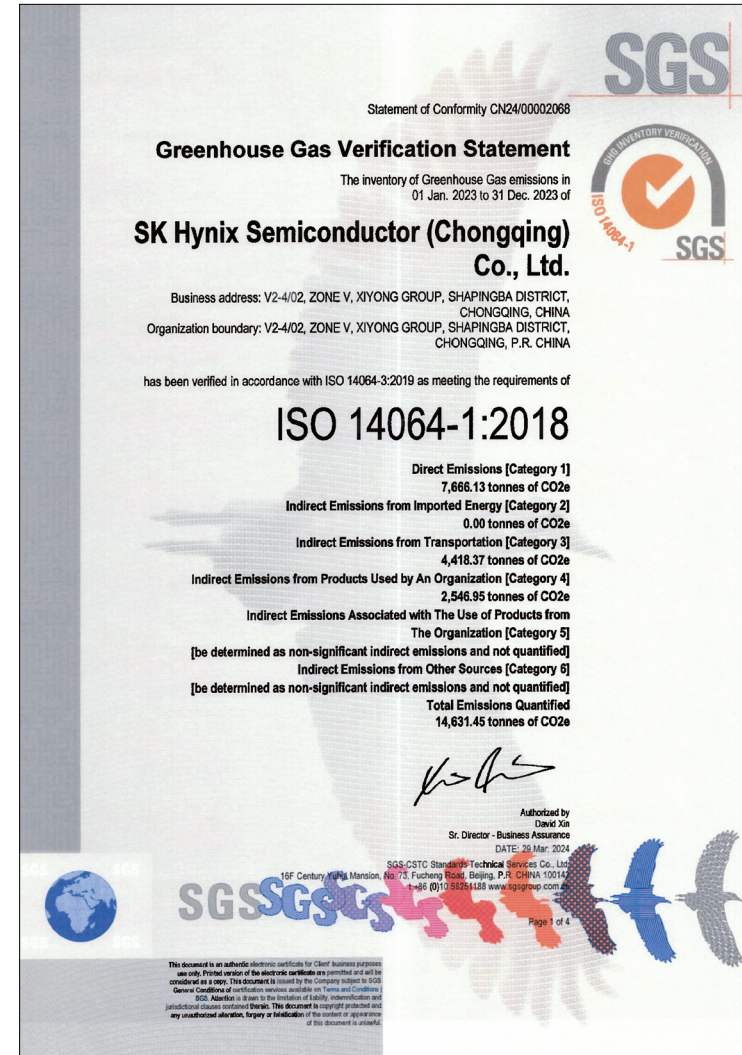 SGS
Statement of Conformity CN24/00002068
GHG INVENTORY VERIFICATION
ISO 14064-1
SGS
Greenhouse Gas Verification Statement
The inventory of Greenhouse Gas emissions in
01 Jan. 2023 to 31 Dec. 2023 of
SK Hynix Semiconductor (Chongqing)
Co., Ltd.
Business address: V2-4/02, ZONE V, XIYONG GROUP, SHAPINGBA DISTRICT,
CHONGQING, CHINA
Organization boundary: V2-4/02, ZONE V, XIYONG GROUP, SHAPINGBA DISTRICT,
CHONGQING, P.R. CHINA
has been verified in accordance with ISO 14064-3:2019 as meeting the requirements of
ISO 14064-1:2018
Direct Emissions [Category 1]
7,666.13 tonnes of CO2e
Indirect Emissions from Imported Energy [Category 2]
0.00 tonnes of CO2e
Indirect Emissions from Transportation [Category 3]
4,418.37 tonnes of CO2e
Indirect Emissions from Products Used by An Organization [Category 4]
2,546.95 tonnes of CO2e
Indirect Emissions Associated with The Use of Products from
The Organization [Category 5]
[be determined as non-significant indirect emissions and not quantified]
Indirect Emissions from Other Sources [Category 6]
[be determined as non-significant indirect emissions and not quantified]
Total Emissions Quantified
14,631.45 tonnes of CO2e
Authorized by
David Xin
Sr. Director - Business Assurance
DATE: 29 Mar. 2024
SGS-CSTC Standards Technical Services Co., Ltd.
16F Century Yuhui Mansion, No. 73, Fucheng Road, Beijing, P.R. CHINA 100142
t +86 (0)10 58251188 www.sgsgroup.com.cn
SGS SGS SGS
Page 1 of 4
This document is an authentic electronic certificate for Client' business purposes
use only. Printed version of the electronic certificate are permitted and will be
considered as a copy. This document is issued by the Company subject to SGS
General Conditions of certification services available on Terms and Conditions |
SGS. Attention is drawn to the limitation of liability, indemnification and
jurisdictional clauses contained therein. This document is copyright protected and
any unauthorized alteration, forgery or falsification of the content or appearance
of this document is unlawful.